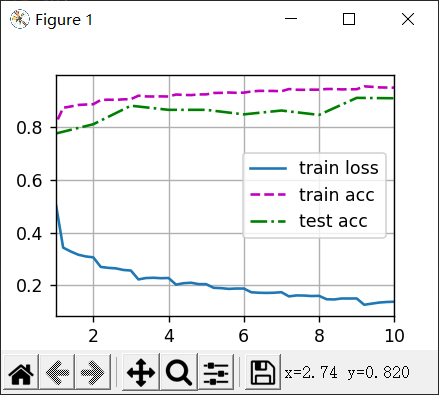 Figure 1
0.8
0.6
0.4
0.2
train loss
train acc
test acc
2 4 6 8 10
x=2.74 y=0.820